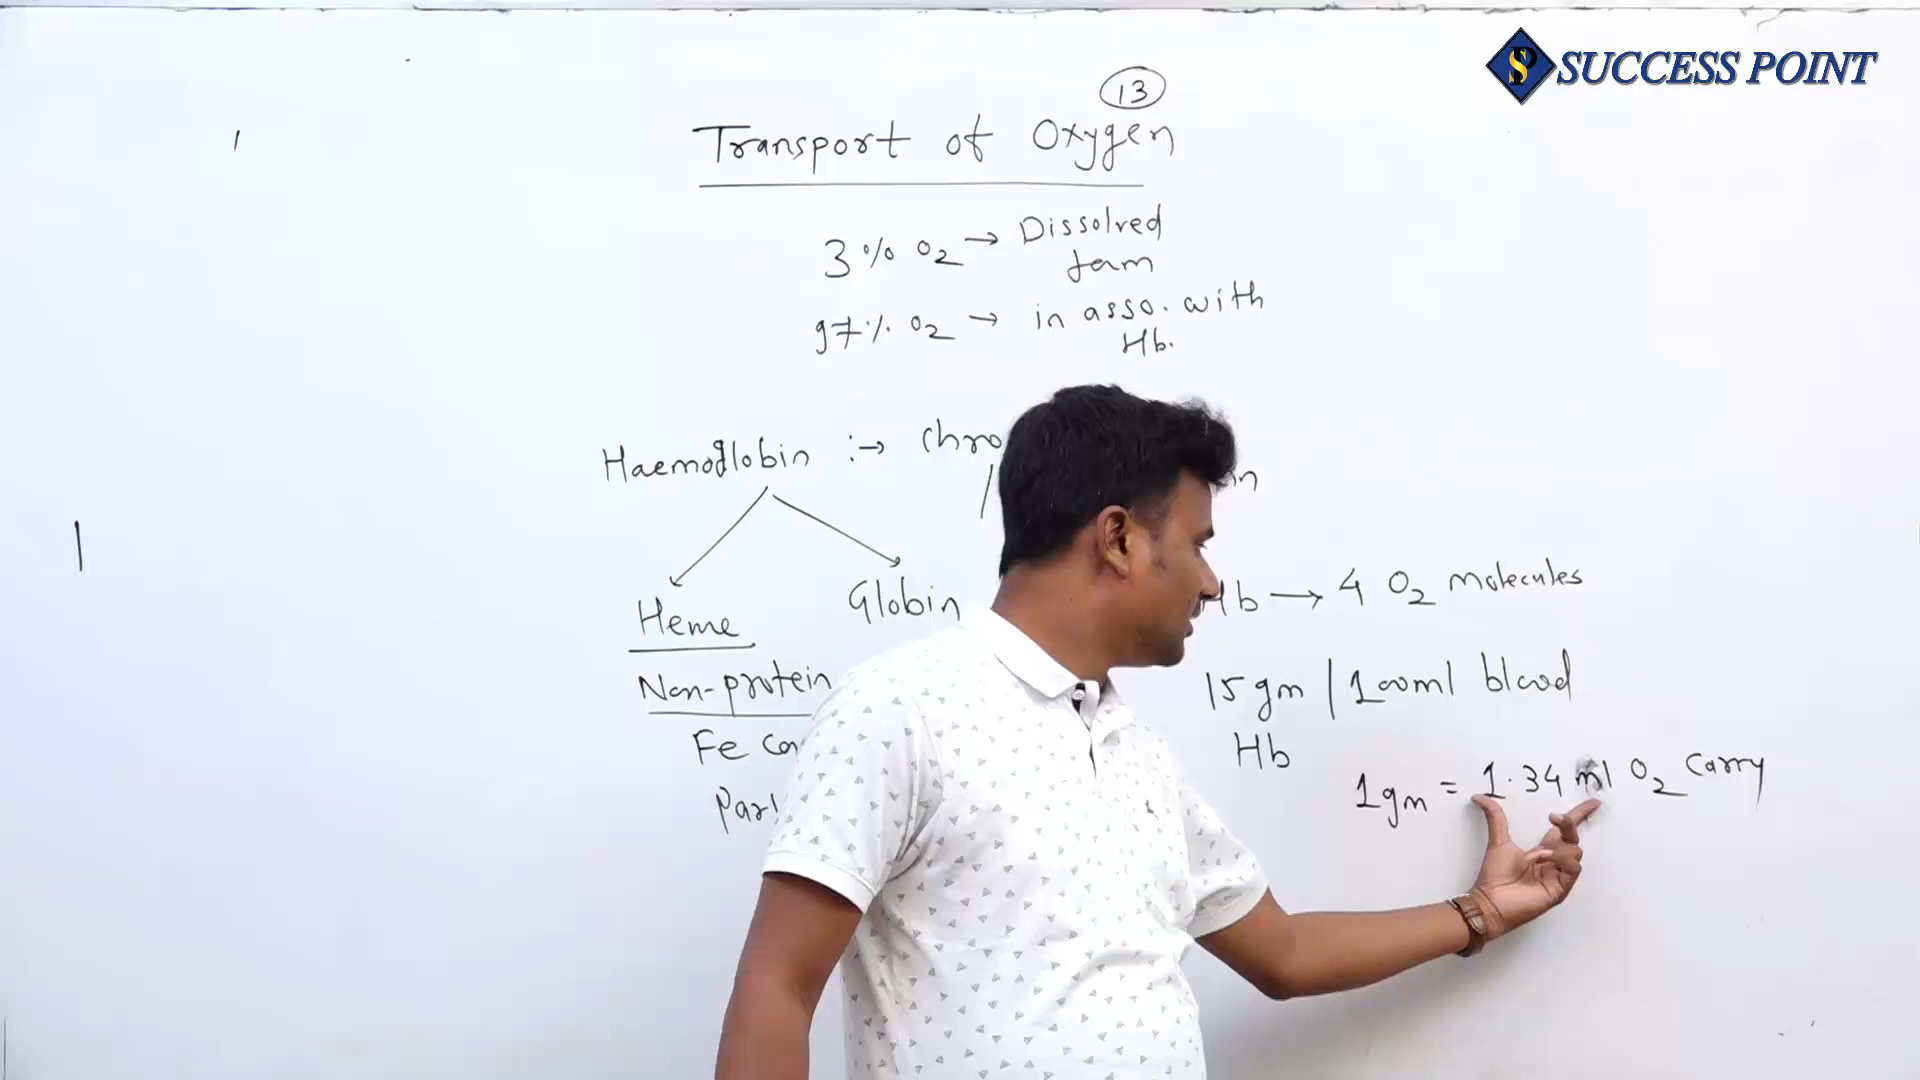 SUCCESS POINT
13
Transport of Oxygen
3% O2 → Dissolved
form
97% O2 → in asso. with
Hb.
Haemoglobin :→ chro
Heme
Globin
Hb → 4 O2 molecules
Non-protein
15 gm / 100ml blood
Fe
Hb
1gm = 1.34 ml O2 carry